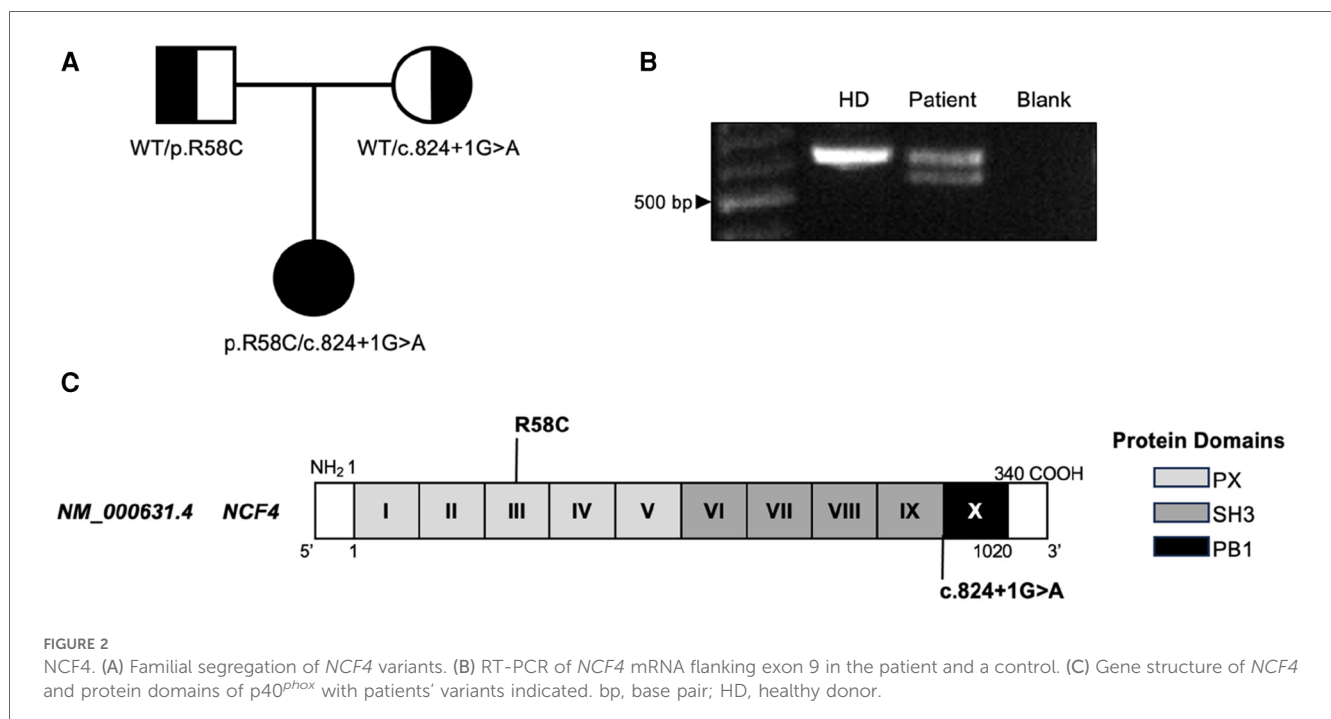 A
WT/p.R58C
WT/c.824+1G>A
p.R58C/c.824+1G>A
B
HD Patient Blank
500 bp
C
R58C
NH2 1
340 COOH
NM_000631.4 NCF4
I II III IV V VI VII VIII IX X
5' 1 1020 3'
c.824+1G>A
Protein Domains
PX
SH3
PB1
FIGURE 2
NCF4. (A) Familial segregation of NCF4 variants. (B) RT-PCR of NCF4 mRNA flanking exon 9 in the patient and a control. (C) Gene structure of NCF4
and protein domains of p40phox with patients' variants indicated. bp, base pair; HD, healthy donor.